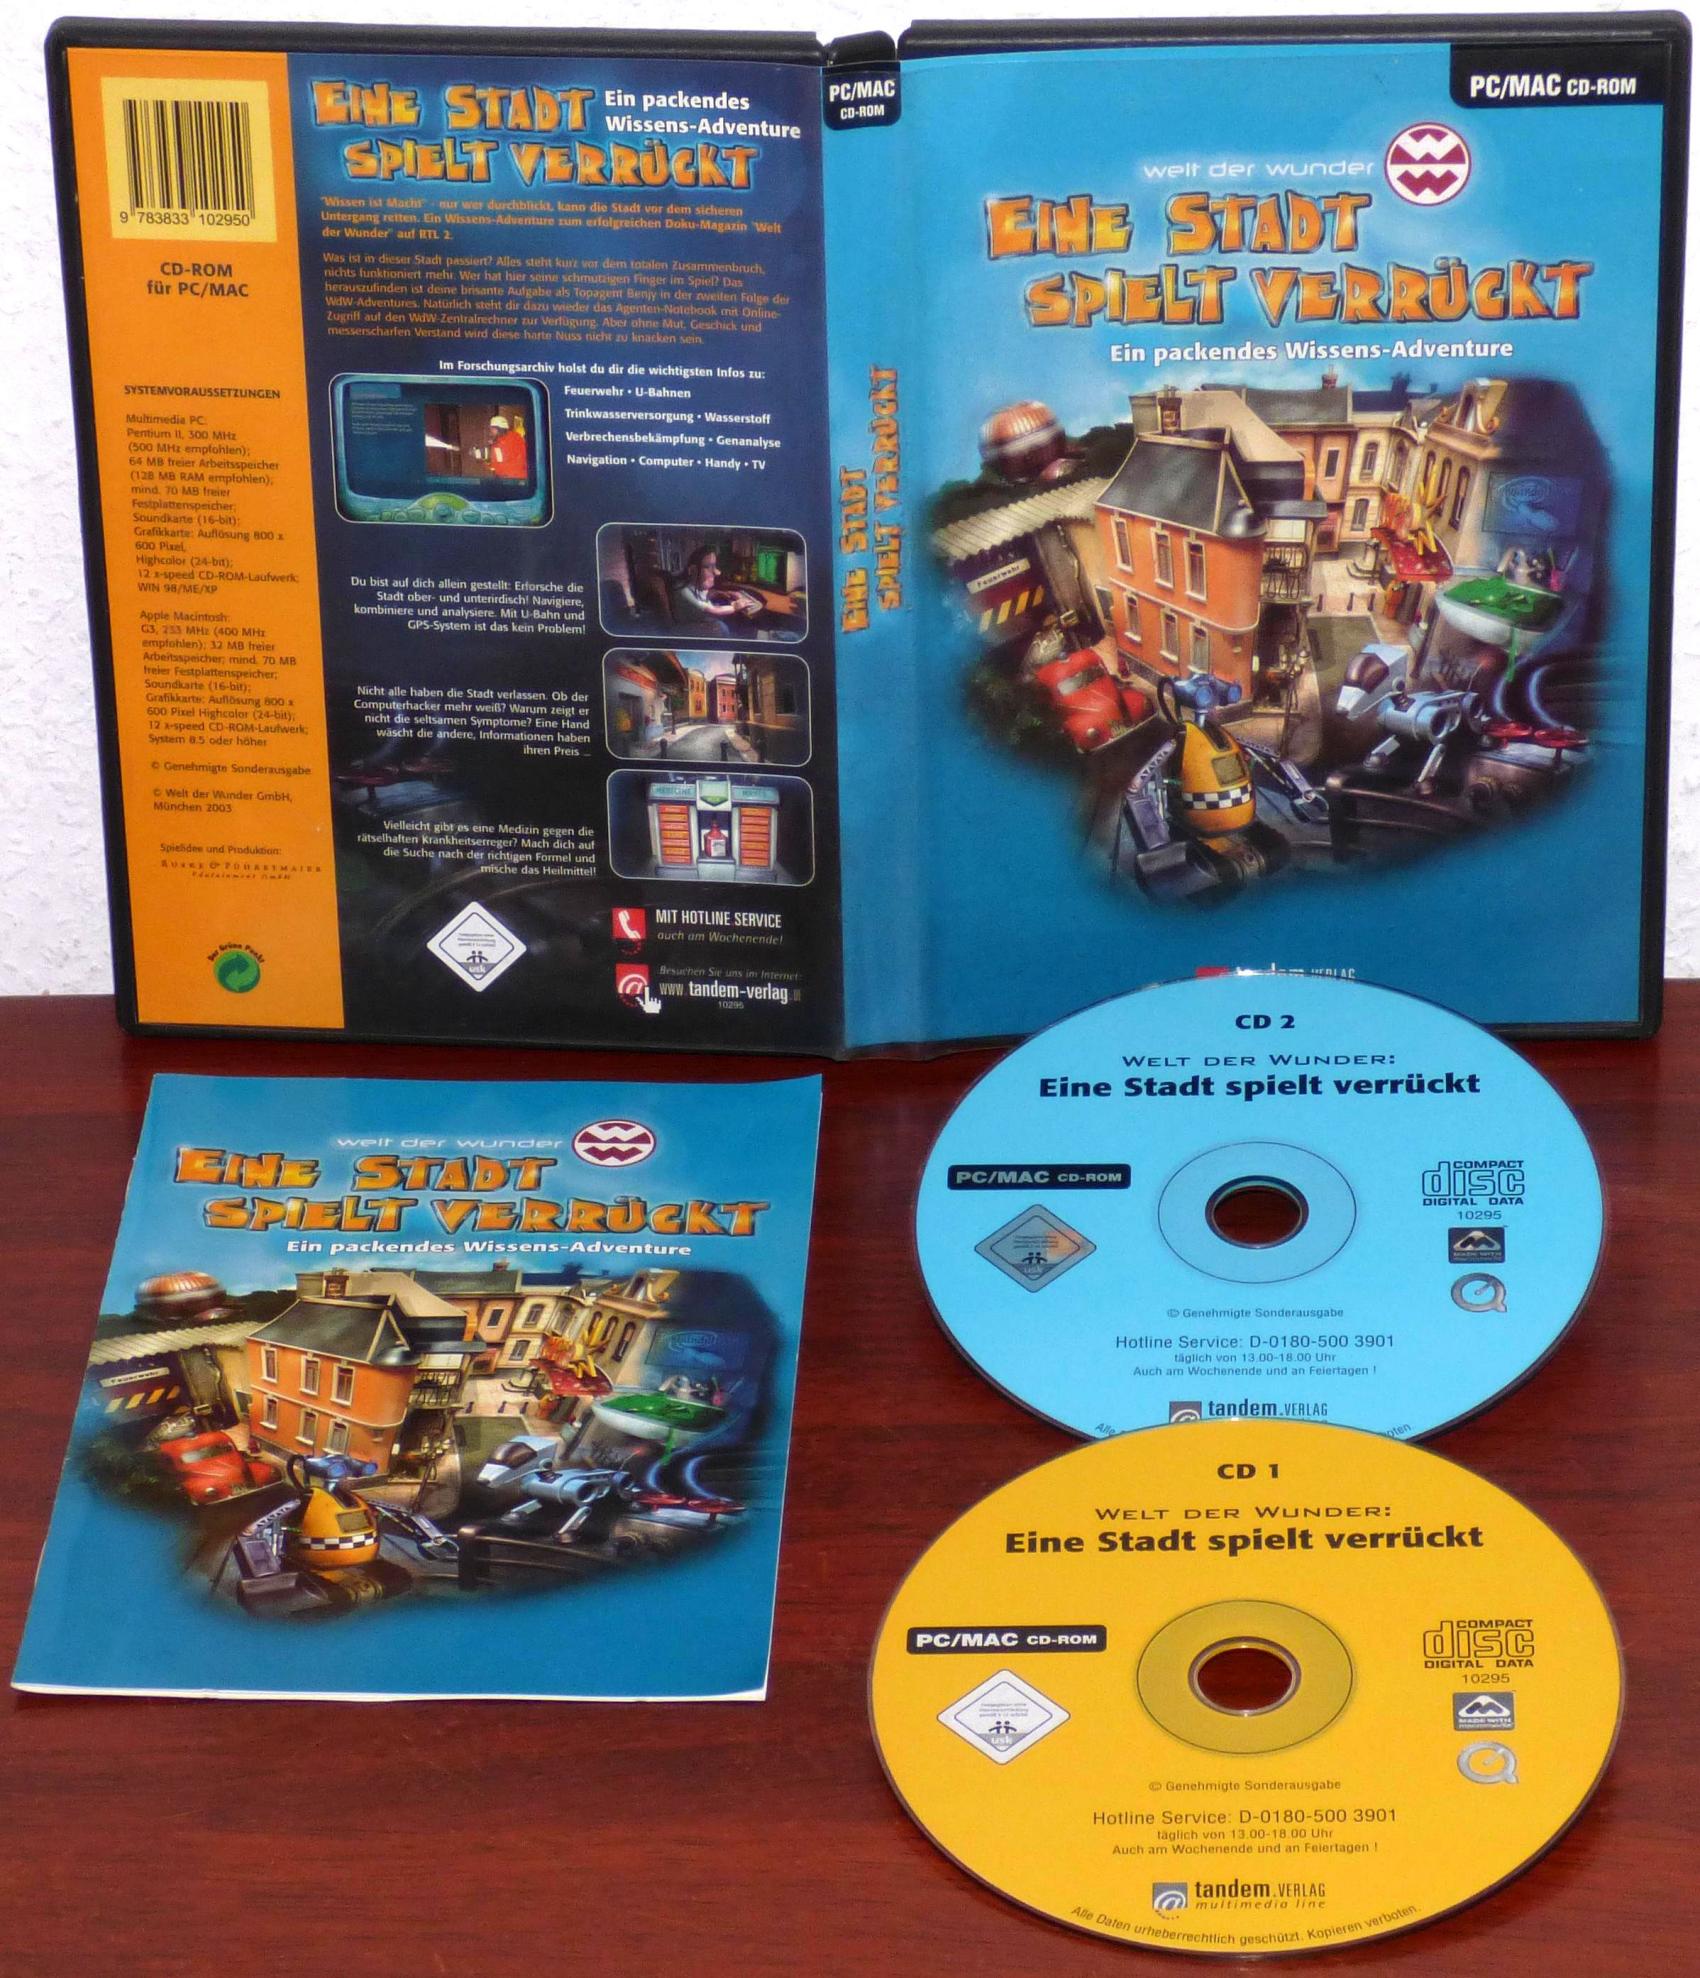 9 783833 102950
CD-ROM
für PC/MAC
SYSTEMVORAUSSETZUNGEN
Multimedia PC:
Pentium II, 300 MHz
(500 MHz empfohlen);
64 MB freier Arbeitsspeicher
(128 MB RAM empfohlen);
mind. 70 MB freier
Festplattenspeicher;
Soundkarte (16-bit);
Grafikkarte: Auflösung 800 x
600 Pixel,
Highcolor (24-bit);
12 x-speed CD-ROM-Laufwerk;
WIN 98/ME/XP
Apple Macintosh:
G3, 233 MHz (400 MHz
empfohlen); 32 MB freier
Arbeitsspeicher; mind. 70 MB
freier Festplattenspeicher;
Soundkarte (16-bit);
Grafikkarte: Auflösung 800 x
600 Pixel Highcolor (24-bit);
12 x-speed CD-ROM-Laufwerk;
System 8.5 oder höher
© Genehmigte Sonderausgabe
© Welt der Wunder GmbH,
München 2003
Spielidee und Produktion:
Der Grüne Punkt
EINE STADT
SPIELT VERRÜCKT
Ein packendes
Wissens-Adventure
"Wissen ist Macht" - nur wer durchblickt, kann die Stadt vor dem sicheren
Untergang retten. Ein Wissens-Adventure zum erfolgreichen Doku-Magazin "Welt
der Wunder" auf RTL 2.
Was ist in dieser Stadt passiert? Alles steht kurz vor dem totalen Zusammenbruch,
nichts funktioniert mehr. Wer hat hier seine schmutzigen Finger im Spiel? Das
herauszufinden ist deine brisante Aufgabe als Topagent Benjy in der zweiten Folge der
WdW-Adventures. Natürlich steht dir dazu wieder das Agenten-Notebook mit Online-
Zugriff auf den WdW-Zentralrechner zur Verfügung. Aber ohne Mut, Geschick und
messerscharfen Verstand wird diese harte Nuss nicht zu knacken sein.
Im Forschungsarchiv holst du dir die wichtigsten Infos zu:
Feuerwehr • U-Bahnen
Trinkwasserversorgung • Wasserstoff
Verbrechensbekämpfung • Genanalyse
Navigation • Computer • Handy • TV
Du bist auf dich allein gestellt: Erforsche die
Stadt ober- und unterirdisch! Navigiere,
kombiniere und analysiere. Mit U-Bahn und
GPS-System ist das kein Problem!
Nicht alle haben die Stadt verlassen. Ob der
Computerhacker mehr weiß? Warum zeigt er
nicht die seltsamen Symptome? Eine Hand
wäscht die andere, Informationen haben
ihren Preis ...
Vielleicht gibt es eine Medizin gegen die
rätselhaften Krankheitserreger? Mach dich auf
die Suche nach der richtigen Formel und
mische das Heilmittel!
usk
MIT HOTLINE SERVICE
auch am Wochenende!
Besuchen Sie uns im Internet:
www.tandem-verlag
10295
PC/MAC
CD-ROM
EINE STADT
SPIELT VERRÜCKT
PC/MAC CD-ROM
welt der wunder
EINE STADT
SPIELT VERRÜCKT
Ein packendes Wissens-Adventure
Feuerwehr
tandem VERLAG
welt der wunder
EINE STADT
SPIELT VERRÜCKT
Ein packendes Wissens-Adventure
Feuerwehr
CD 2
WELT DER WUNDER:
Eine Stadt spielt verrückt
PC/MAC CD-ROM
COMPACT
disc
DIGITAL DATA
10295
MADE WITH
usk
© Genehmigte Sonderausgabe
Hotline Service: D-0180-500 3901
täglich von 13.00-18.00 Uhr
Auch am Wochenende und an Feiertagen !
tandem.VERLAG
CD 1
WELT DER WUNDER:
Eine Stadt spielt verrückt
PC/MAC CD-ROM
COMPACT
disc
DIGITAL DATA
10295
MADE WITH
macromedia
usk
© Genehmigte Sonderausgabe
Hotline Service: D-0180-500 3901
täglich von 13.00-18.00 Uhr
Auch am Wochenende und an Feiertagen !
tandem.VERLAG
multimedia line
Alle Daten urheberrechtlich geschützt. Kopieren verboten.